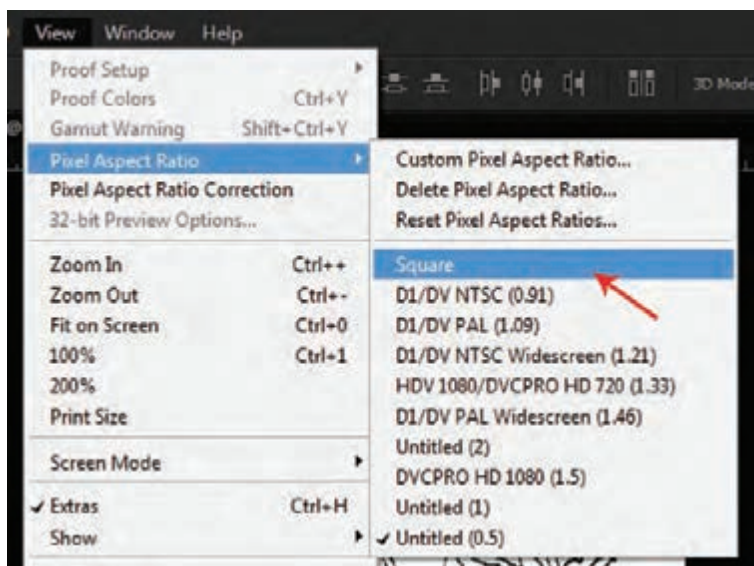 View Window Help
3D Mode
Proof Setup
Proof Colors Ctrl+Y
Gamut Warning Shift+Ctrl+Y
Pixel Aspect Ratio
Pixel Aspect Ratio Correction
32-bit Preview Options...
Zoom In Ctrl++
Zoom Out Ctrl+-
Fit on Screen Ctrl+0
100% Ctrl+1
200%
Print Size
Screen Mode
Extras Ctrl+H
Show
Custom Pixel Aspect Ratio...
Delete Pixel Aspect Ratio...
Reset Pixel Aspect Ratios...
Square
D1/DV NTSC (0.91)
D1/DV PAL (1.09)
D1/DV NTSC Widescreen (1.21)
HDV 1080/DVCPRO HD 720 (1.33)
D1/DV PAL Widescreen (1.46)
Untitled (2)
DVCPRO HD 1080 (1.5)
Untitled (1)
Untitled (0.5)